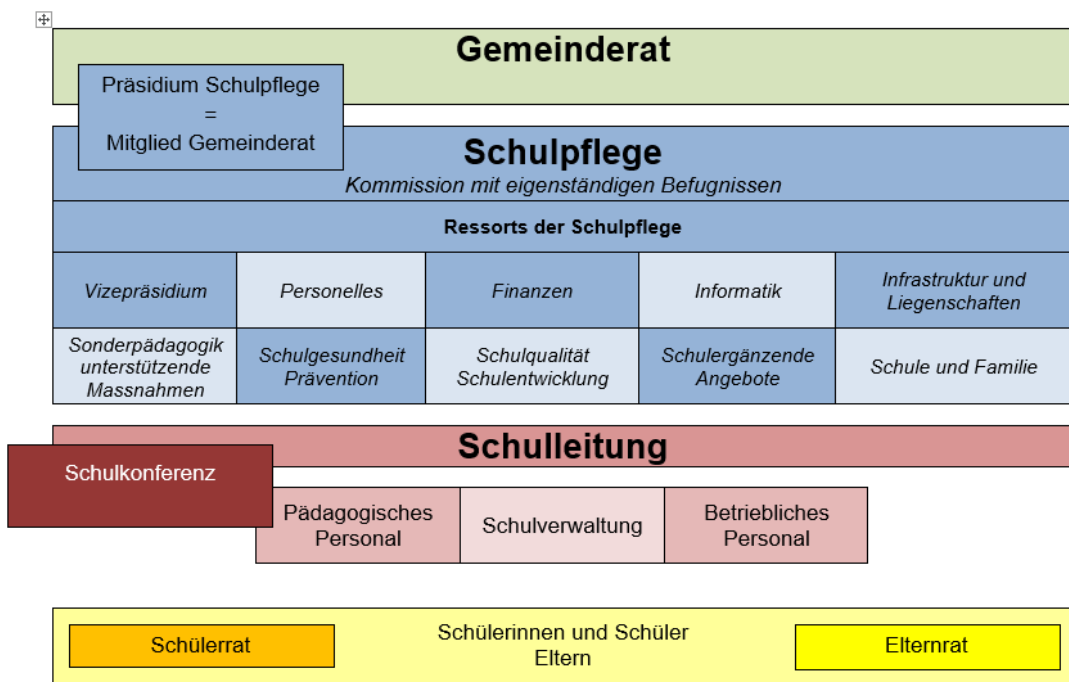 Gemeinderat
Präsidium Schulpflege
=
Mitglied Gemeinderat
Schulpflege
Kommission mit eigenständigen Befugnissen
Ressorts der Schulpflege
Vizepräsidium
Personelles
Finanzen
Informatik
Infrastruktur und
Liegenschaften
Sonderpädagogik
unterstützende
Massnahmen
Schulgesundheit
Prävention
Schulqualität
Schulentwicklung
Schulergänzende
Angebote
Schule und Familie
Schulleitung
Schulkonferenz
Pädagogisches
Personal
Schulverwaltung
Betriebliches
Personal
Schülerrat
Schülerinnen und Schüler
Eltern
Elternrat